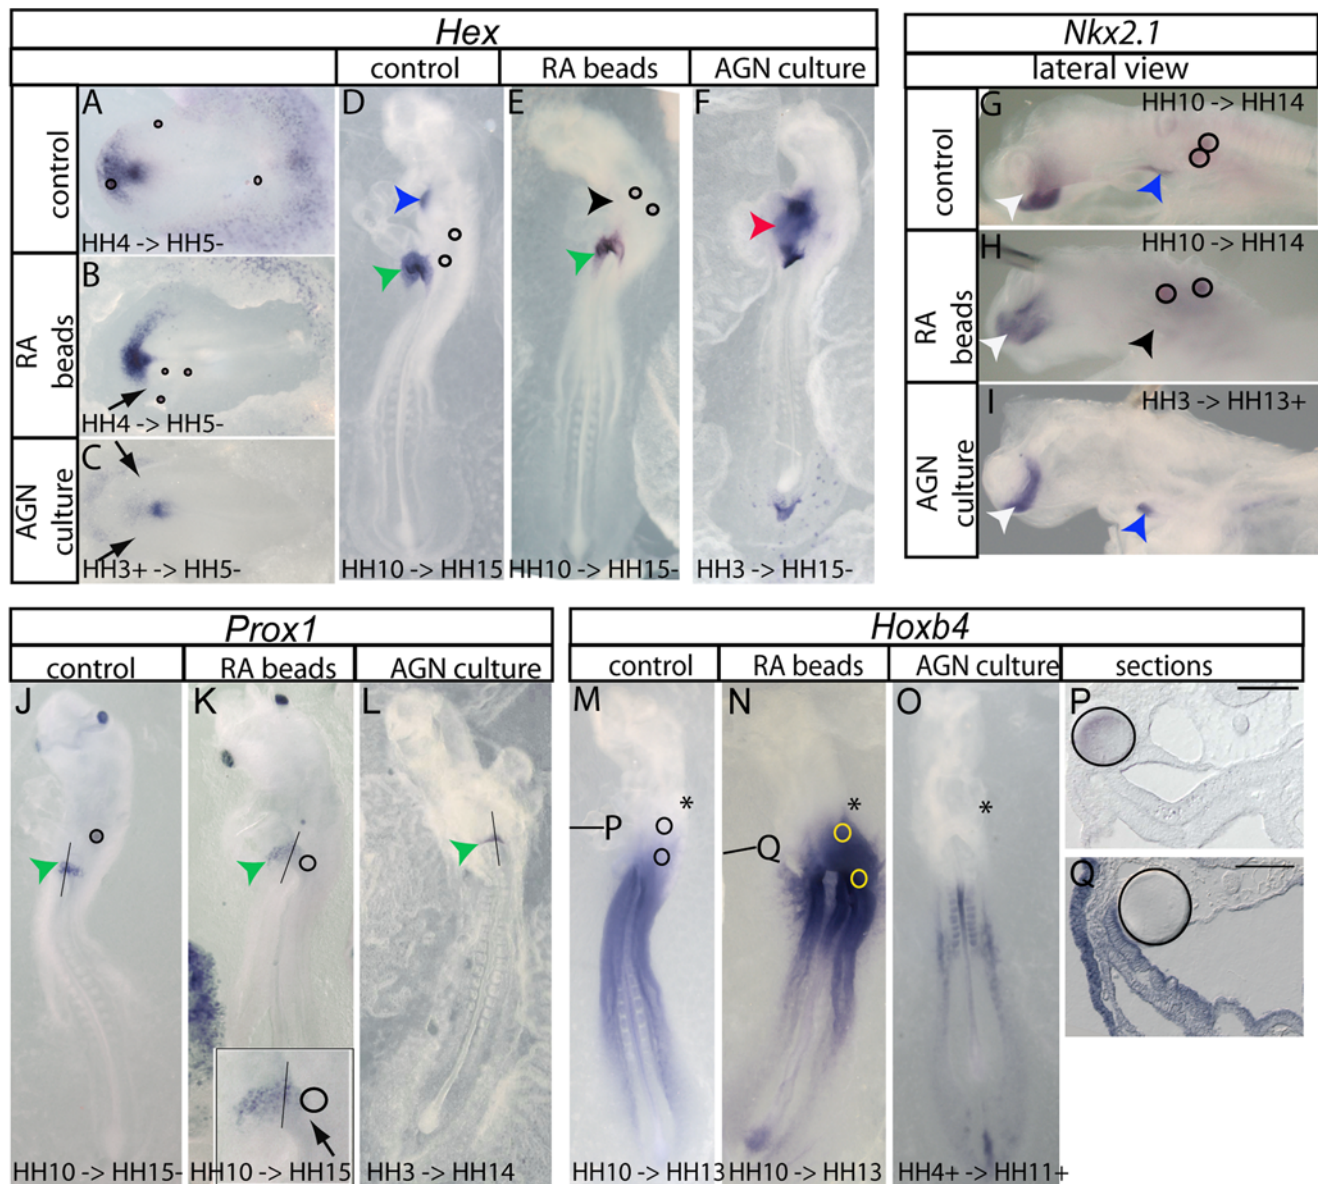 Hex
control
RA beads
AGN culture
control
RA
beads
AGN
culture
A
HH4 -> HH5-
B
HH4 -> HH5-
C
HH3+ -> HH5-
D
HH10 -> HH15
E
HH10 -> HH15-
F
HH3 -> HH15-
Nkx2.1
lateral view
control
RA
beads
AGN
culture
G
HH10 -> HH14
H
HH10 -> HH14
I
HH3 -> HH13+
Prox1
control
RA beads
AGN culture
J
HH10 -> HH15-
K
HH10 -> HH15
L
HH3 -> HH14
Hoxb4
control
RA beads
AGN culture
sections
M
*
P
HH10 -> HH13
N
*
Q
HH10 -> HH13
O
*
HH4+ -> HH11+
P
Q